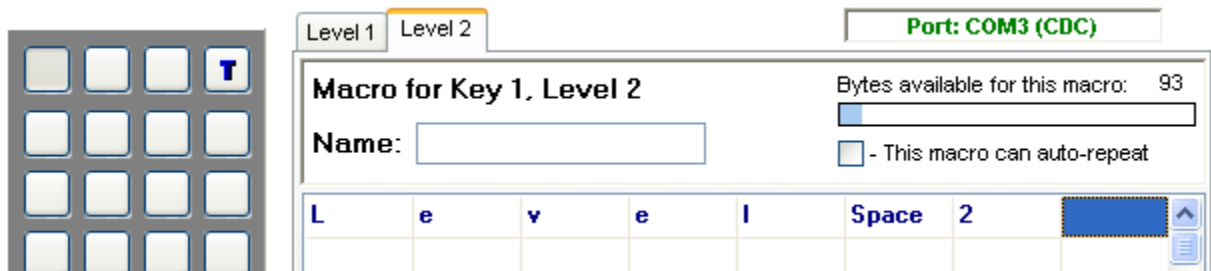 Level 1 Level 2
Port: COM3 (CDC)
T
Macro for Key 1, Level 2
Bytes available for this macro: 93
Name:
- This macro can auto-repeat
L e v e l Space 2